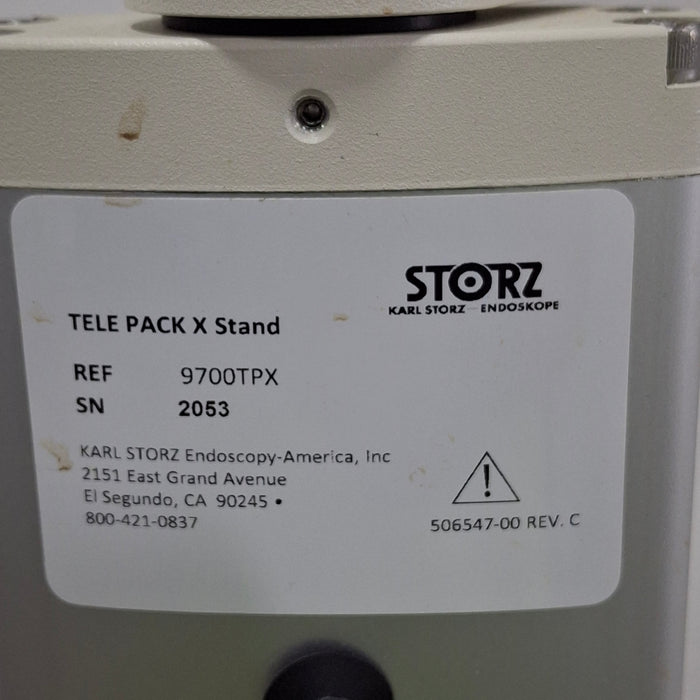 STORZ
KARL STORZ — ENDOSKOPE
TELE PACK X Stand
REF 9700TPX
SN 2053
KARL STORZ Endoscopy-America, Inc
2151 East Grand Avenue
El Segundo, CA 90245 •
800-421-0837
!
506547-00 REV. C